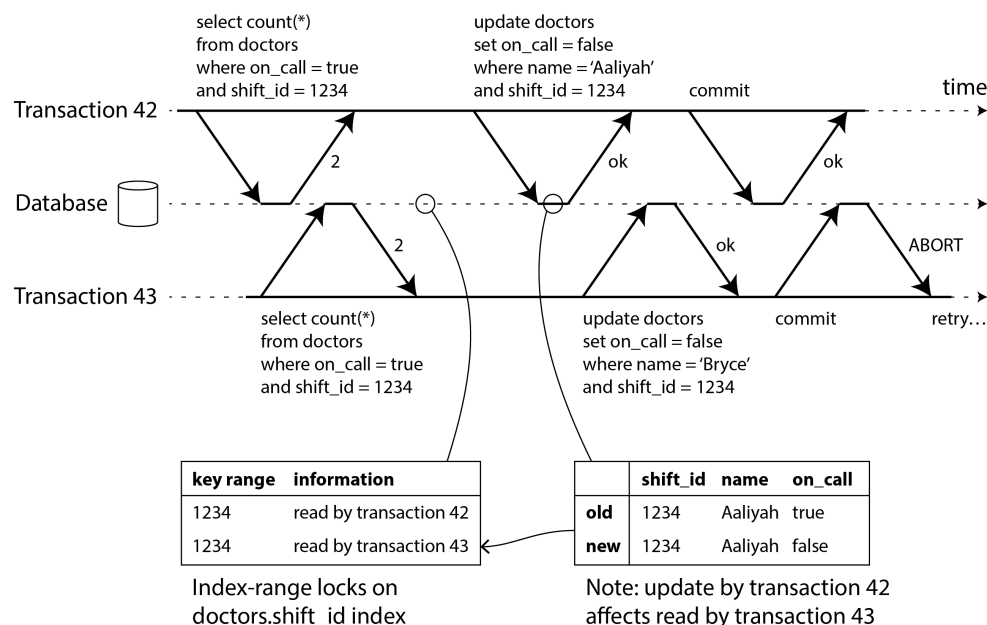 select count(*)
from doctors
where on_call = true
and shift_id = 1234
update doctors
set on_call = false
where name = ‘Aaliyah’
and shift_id = 1234
commit
time
Transaction 42
2
ok
ok
Database
2
ok
ABORT
Transaction 43
select count(*)
from doctors
where on_call = true
and shift_id = 1234
update doctors
set on_call = false
where name = ‘Bryce’
and shift_id = 1234
commit
retry…
key range information
1234 read by transaction 42
1234 read by transaction 43
Index-range locks on
doctors.shift_id index
shift_id name on_call
old 1234 Aaliyah true
new 1234 Aaliyah false
Note: update by transaction 42
affects read by transaction 43